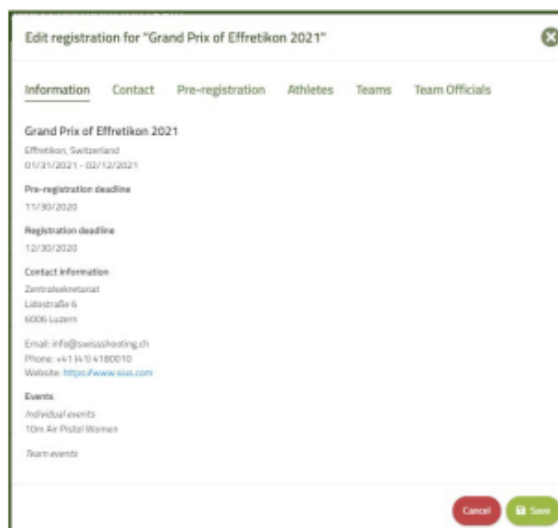 Edit registration for "Grand Prix of Effretikon 2021"
Information Contact Pre-registration Athletes Teams Team Officials
Grand Prix of Effretikon 2021
Effretikon, Switzerland
01/31/2021 - 02/12/2021
Pre-registration deadline
11/30/2020
Registration deadline
12/30/2020
Contact Information
Zentralsekretariat
Lidostraße 6
6006 Luzern
Email: info@swissshooting.ch
Phone: +41 (41) 4180010
Website: https://www.sius.com
Events
Individual events
10m Air Pistol Women
Team events
Cancel Save